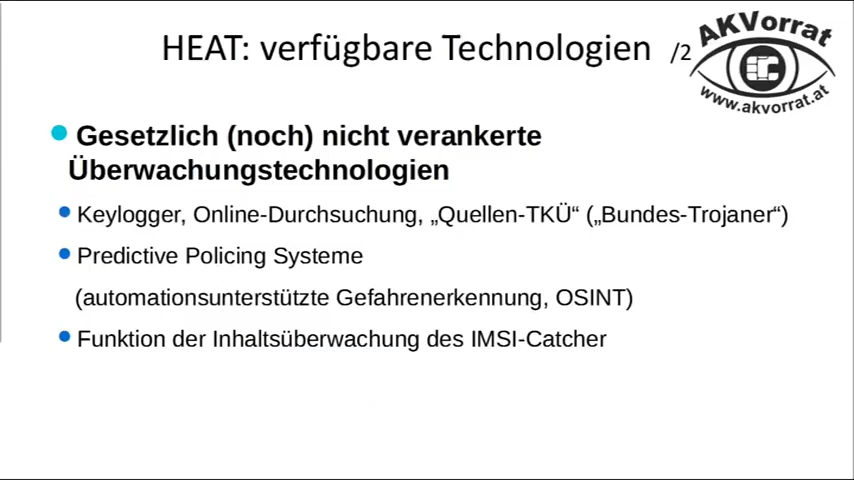 HEAT: verfügbare Technologien /2
AKVorrat
www.akvorrat.at
Gesetzlich (noch) nicht verankerte
Überwachungstechnologien
Keylogger, Online-Durchsuchung, „Quellen-TKÜ“ („Bundes-Trojaner“)
Predictive Policing Systeme
(automationsunterstützte Gefahrenerkennung, OSINT)
Funktion der Inhaltsüberwachung des IMSI-Catcher